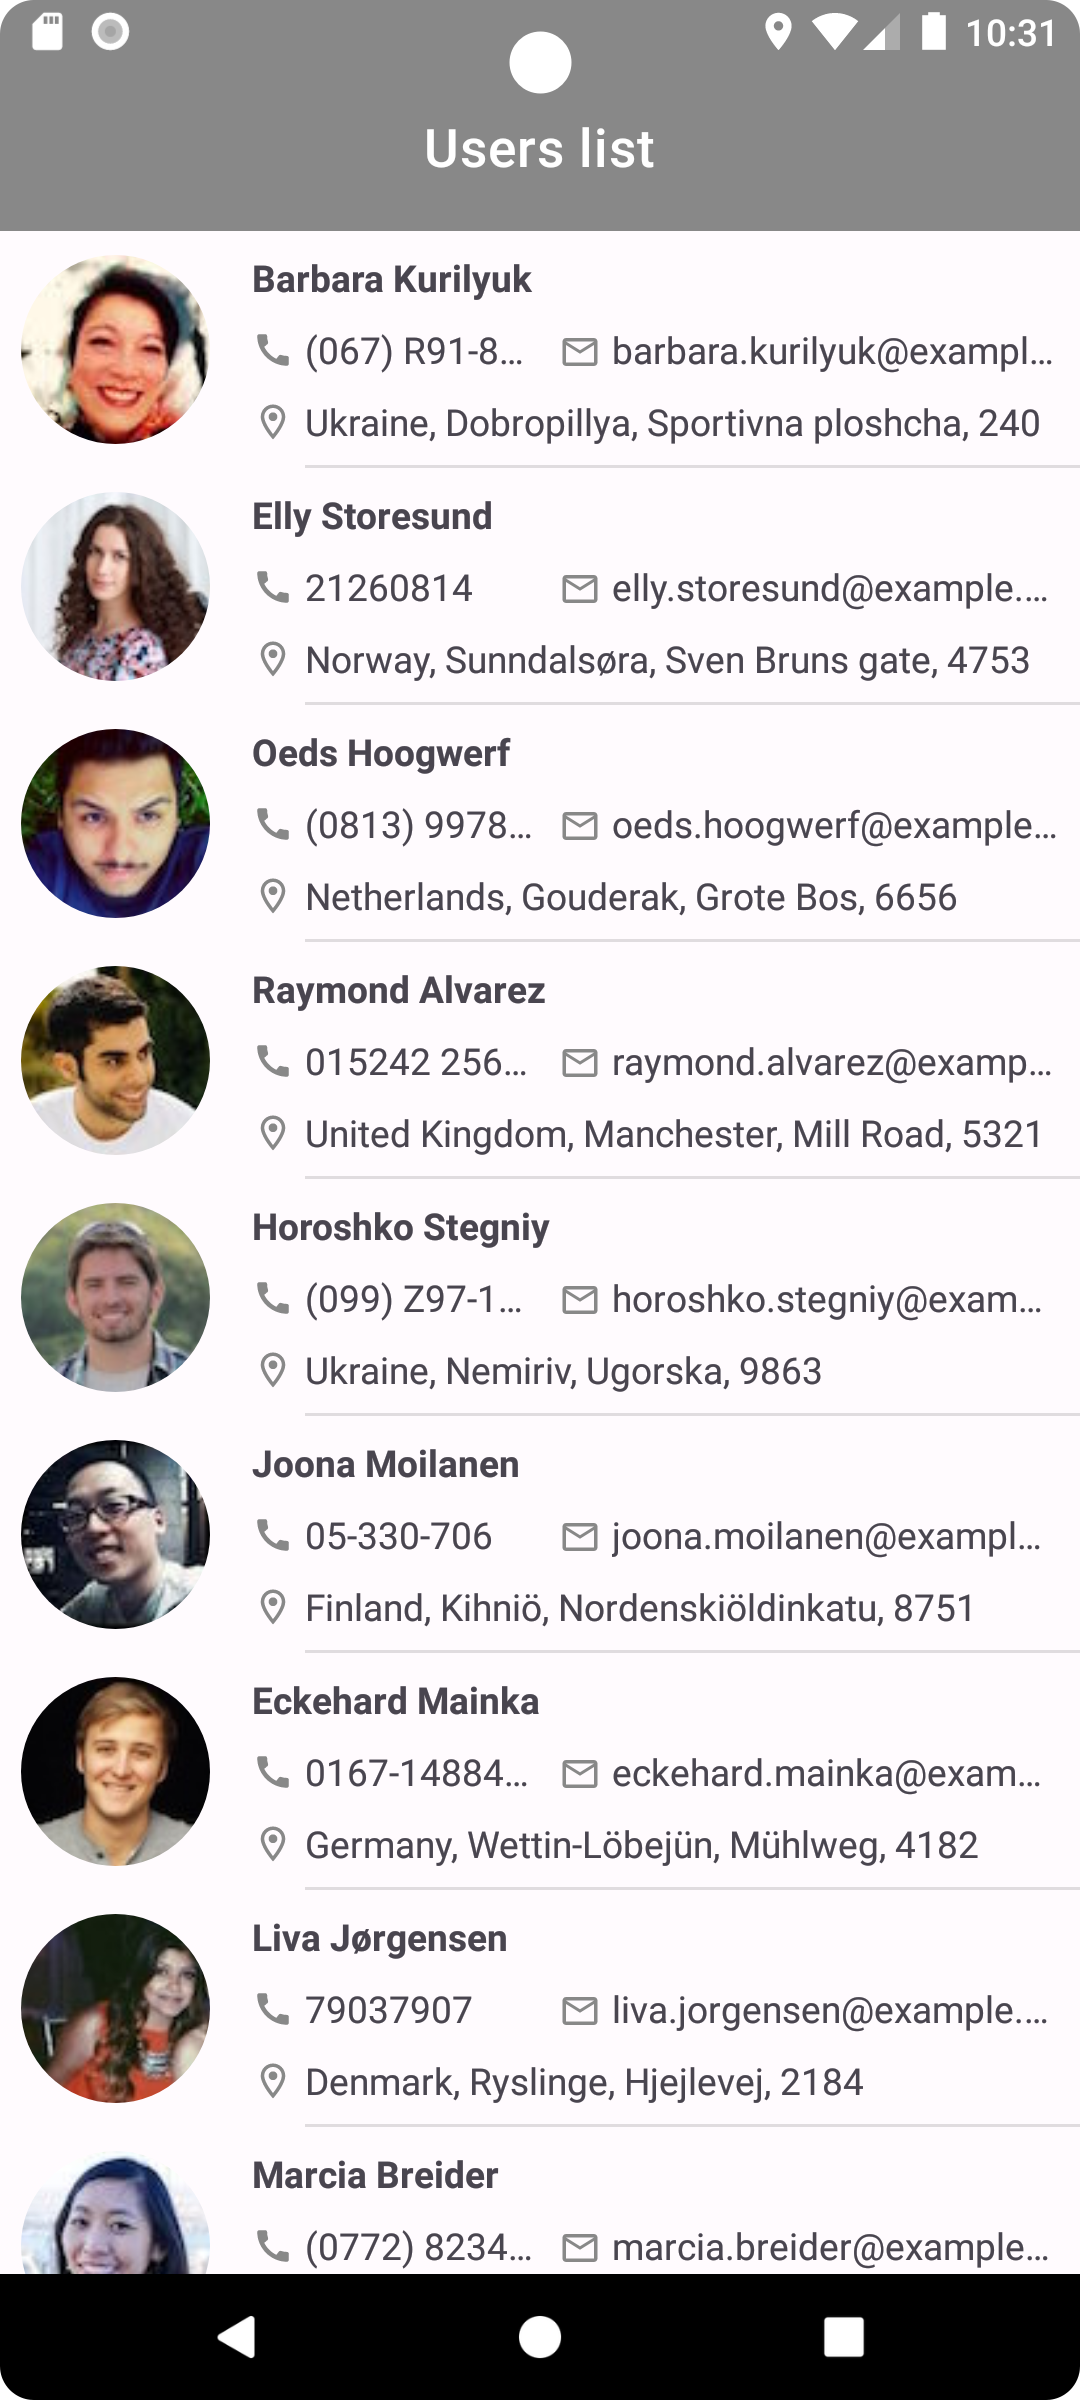 10:31
Users list
Barbara Kurilyuk
(067) R91-8... barbara.kurilyuk@exampl...
Ukraine, Dobropillya, Sportivna ploshcha, 240
Elly Storesund
21260814 elly.storesund@example....
Norway, Sunndalsøra, Sven Bruns gate, 4753
Oeds Hoogwerf
(0813) 9978... oeds.hoogwerf@example...
Netherlands, Gouderak, Grote Bos, 6656
Raymond Alvarez
015242 256... raymond.alvarez@examp...
United Kingdom, Manchester, Mill Road, 5321
Horoshko Stegniy
(099) Z97-1... horoshko.stegniy@exam...
Ukraine, Nemiriv, Ugorska, 9863
Joona Moilanen
05-330-706 joona.moilanen@exampl...
Finland, Kihniö, Nordenskiöldinkatu, 8751
Eckehard Mainka
0167-14884... eckehard.mainka@exam...
Germany, Wettin-Löbejün, Mühlweg, 4182
Liva Jørgensen
79037907 liva.jorgensen@example....
Denmark, Ryslinge, Hjejlevej, 2184
Marcia Breider
(0772) 8234... marcia.breider@example...